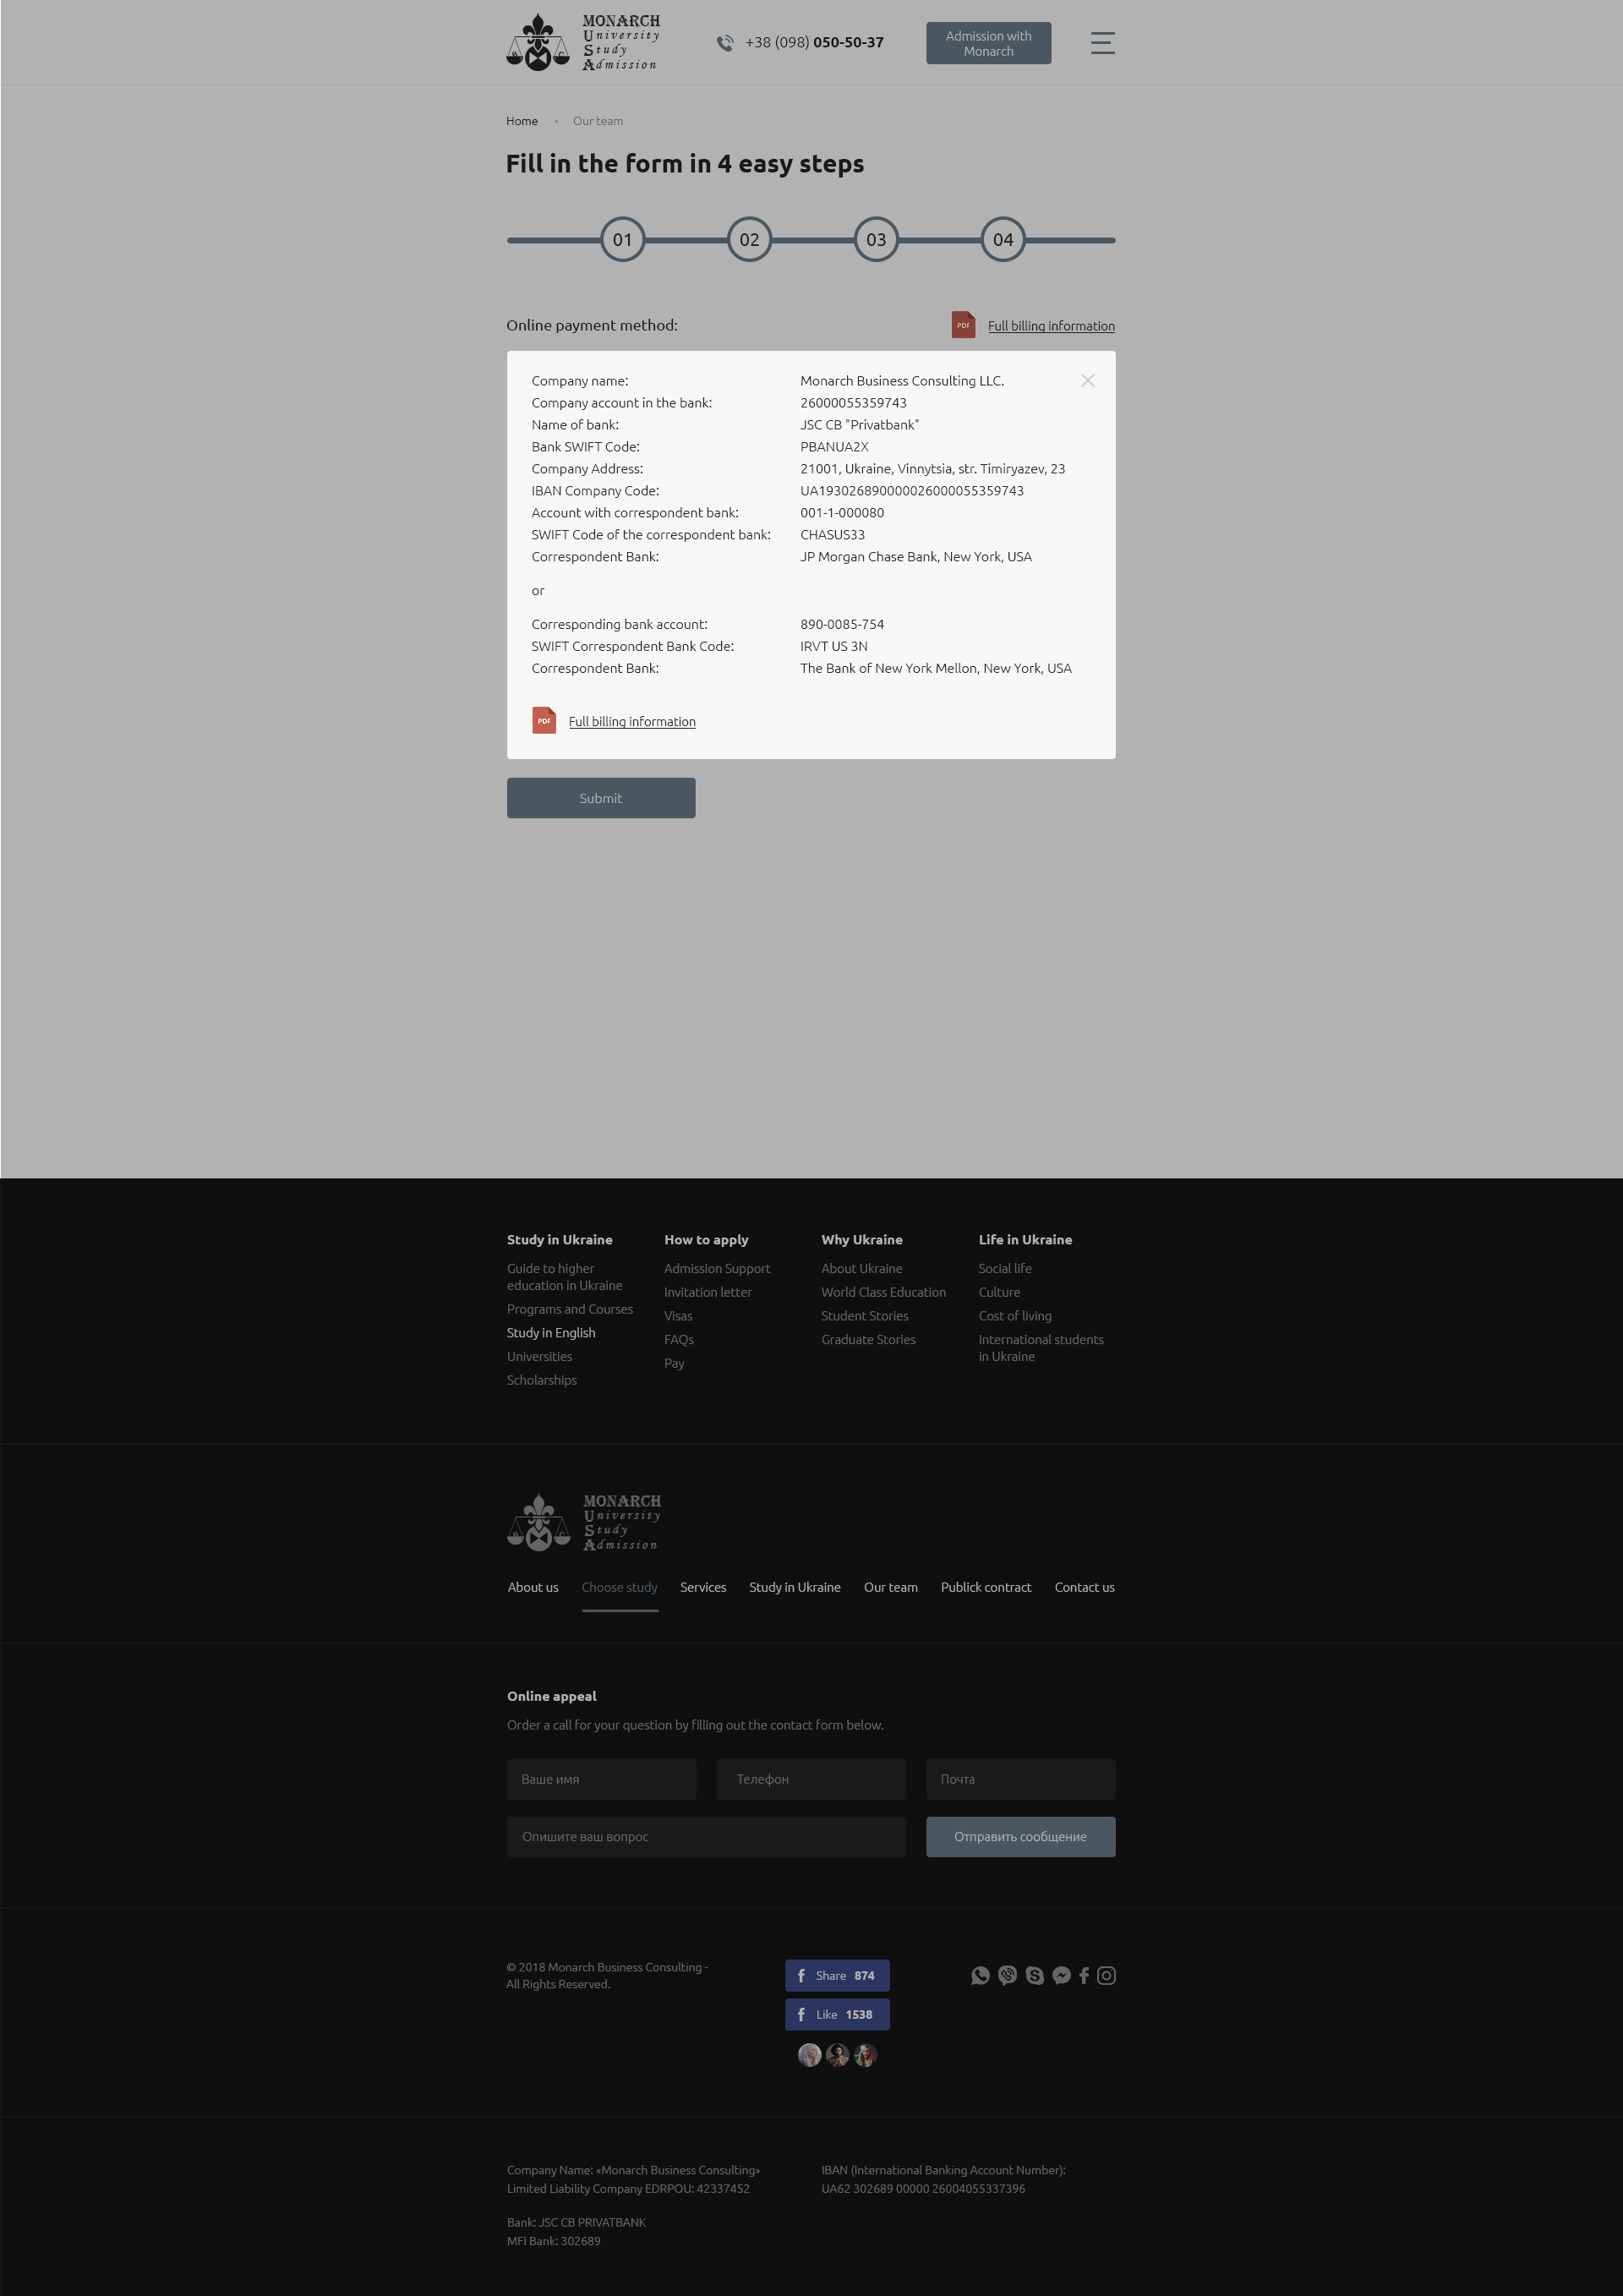 MONARCH
University
Study
Admission
+38 (098) 050-50-37
Admission with
Monarch
Home • Our team
Fill in the form in 4 easy steps
01 02 03 04
Online payment method:
PDF Full billing information
Company name: Monarch Business Consulting LLC.
Company account in the bank: 26000055359743
Name of bank: JSC CB "Privatbank"
Bank SWIFT Code: PBANUA2X
Company Address: 21001, Ukraine, Vinnytsia, str. Timiryazev, 23
IBAN Company Code: UA193026890000026000055359743
Account with correspondent bank: 001-1-000080
SWIFT Code of the correspondent bank: CHASUS33
Correspondent Bank: JP Morgan Chase Bank, New York, USA
or
Corresponding bank account: 890-0085-754
SWIFT Correspondent Bank Code: IRVT US 3N
Correspondent Bank: The Bank of New York Mellon, New York, USA
PDF Full billing information
Submit
Study in Ukraine
Guide to higher
education in Ukraine
Programs and Courses
Study in English
Universities
Scholarships
How to apply
Admission Support
Invitation letter
Visas
FAQs
Pay
Why Ukraine
About Ukraine
World Class Education
Student Stories
Graduate Stories
Life in Ukraine
Social life
Culture
Cost of living
International students
in Ukraine
MONARCH
University
Study
Admission
About us Choose study Services Study in Ukraine Our team Publick contract Contact us
Online appeal
Order a call for your question by filling out the contact form below.
Ваше имя Телефон Почта
Опишите ваш вопрос Отправить сообщение
© 2018 Monarch Business Consulting -
All Rights Reserved.
Share 874
Like 1538
Company Name: «Monarch Business Consulting»
Limited Liability Company EDRPOU: 42337452
Bank: JSC CB PRIVATBANK
MFI Bank: 302689
IBAN (International Banking Account Number):
UA62 302689 00000 26004055337396